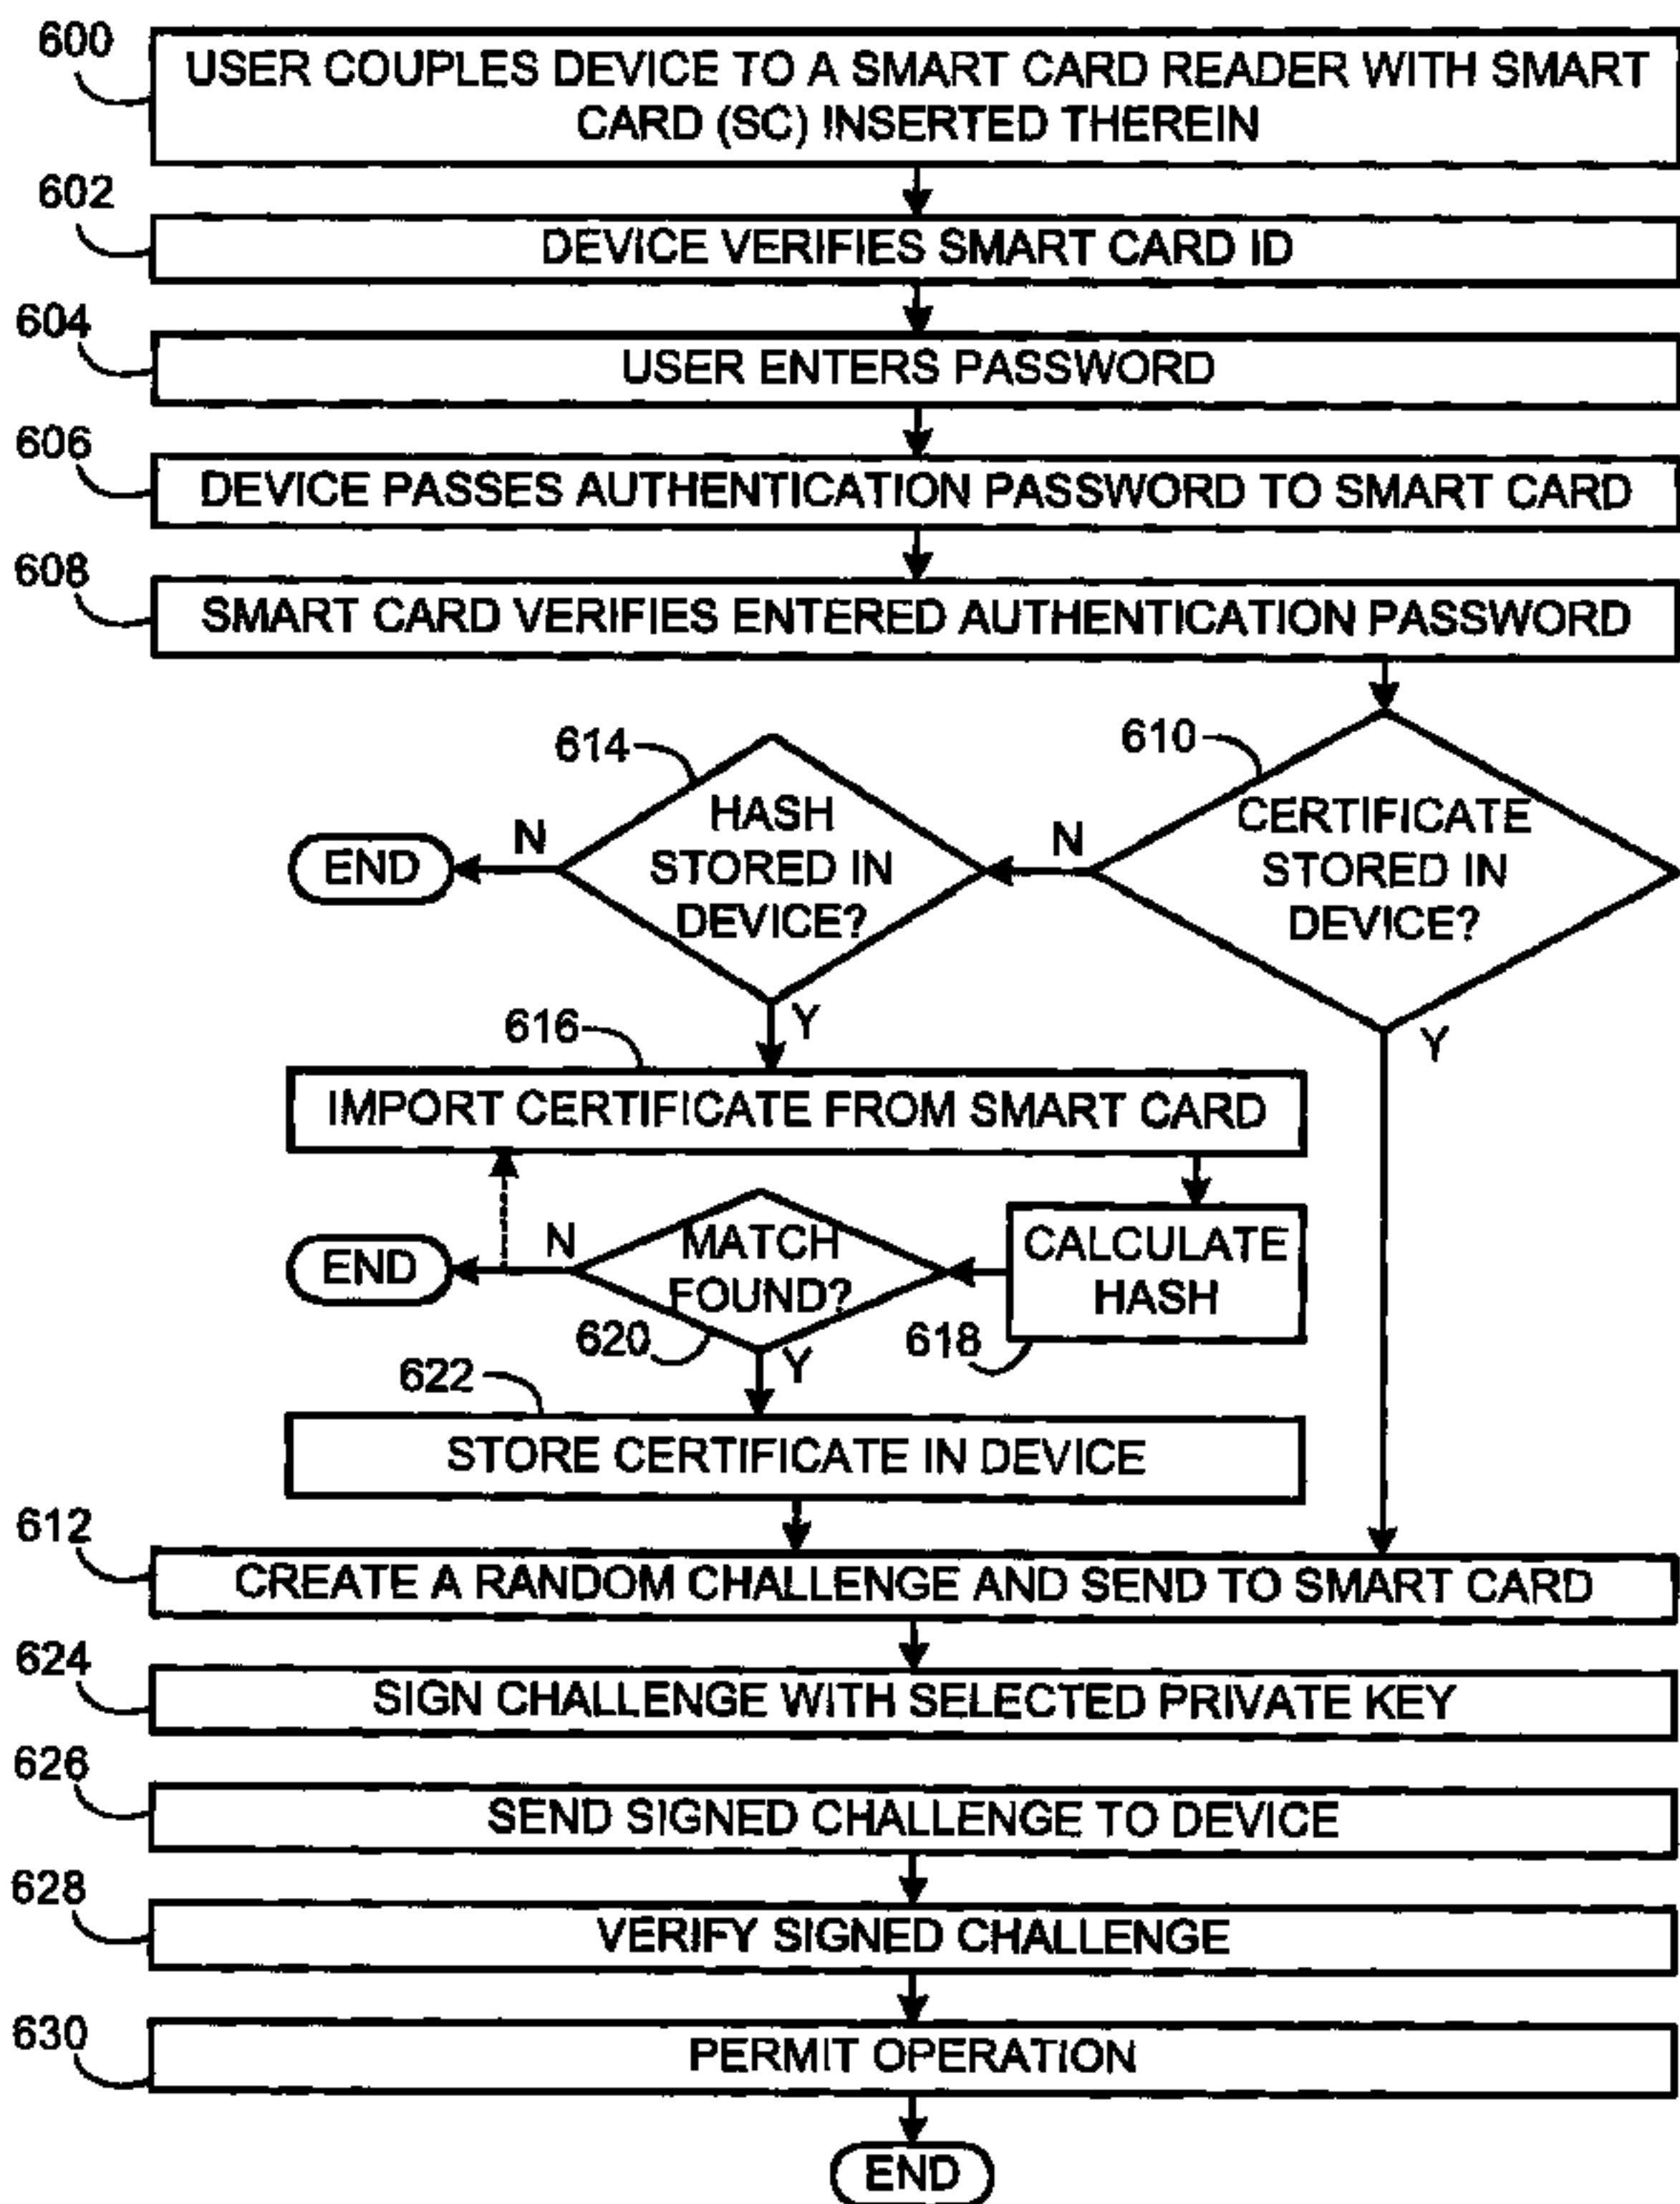 600
USER COUPLES DEVICE TO A SMART CARD READER WITH SMART
CARD (SC) INSERTED THEREIN
602
DEVICE VERIFIES SMART CARD ID
604
USER ENTERS PASSWORD
606
DEVICE PASSES AUTHENTICATION PASSWORD TO SMART CARD
608
SMART CARD VERIFIES ENTERED AUTHENTICATION PASSWORD
610
CERTIFICATE
STORED IN
DEVICE?
N
Y
614
HASH
STORED IN
DEVICE?
N
END
Y
616
IMPORT CERTIFICATE FROM SMART CARD
618
CALCULATE
HASH
620
MATCH
FOUND?
N
END
Y
622
STORE CERTIFICATE IN DEVICE
612
CREATE A RANDOM CHALLENGE AND SEND TO SMART CARD
624
SIGN CHALLENGE WITH SELECTED PRIVATE KEY
626
SEND SIGNED CHALLENGE TO DEVICE
628
VERIFY SIGNED CHALLENGE
630
PERMIT OPERATION
END